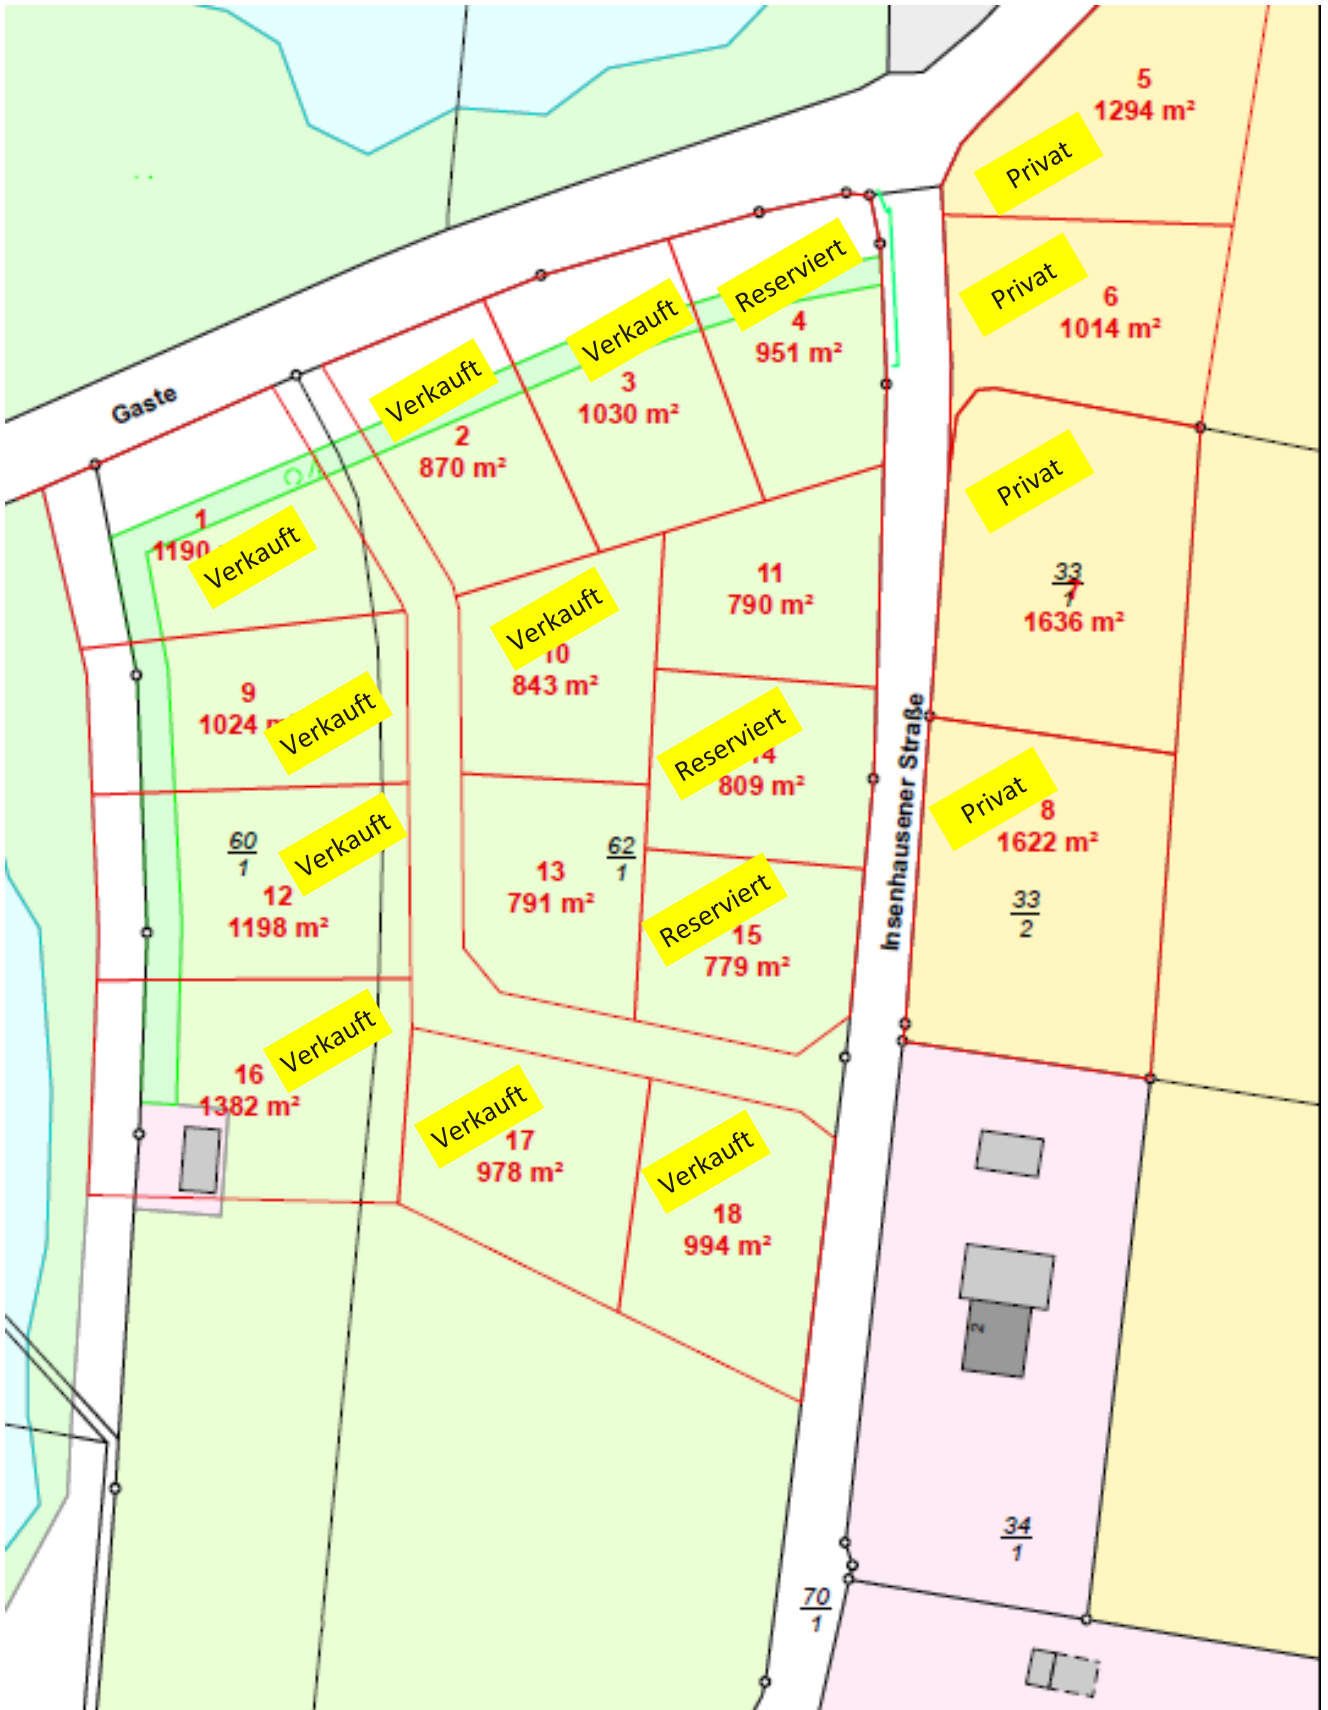 5
1294 m²
Privat
Privat
6
1014 m²
Reserviert
4
951 m²
Verkauft
3
1030 m²
Verkauft
2
870 m²
Gaste
1
1190
Verkauft
Privat
33
1
7
1636 m²
11
790 m²
Verkauft
10
843 m²
9
1024 m
Verkauft
Reserviert
14
809 m²
Insenhausener Straße
Privat
8
1622 m²
33
2
60
1
Verkauft
12
1198 m²
62
1
13
791 m²
Reserviert
15
779 m²
Verkauft
16
1382 m²
Verkauft
17
978 m²
Verkauft
18
994 m²
2
34
1
70
1